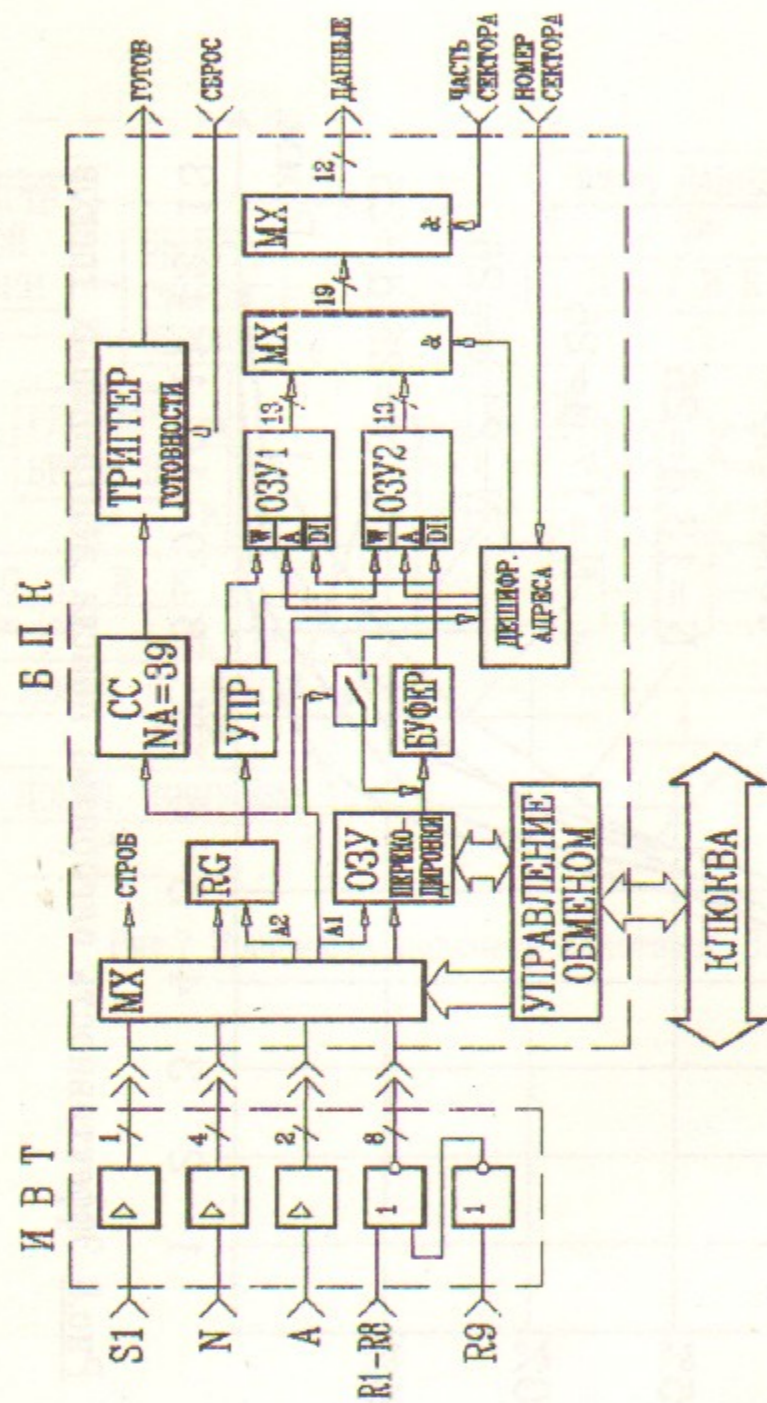 И В Т
Б П К
S1
N
A
R1-R8
R9
1
4
2
8
1
1
MX
СТРОБ
RG
A2
A1
ОЗУ
ПЕРЕКО-
ДИРОВКИ
УПРАВЛЕНИЕ
ОБМЕНОМ
КЛЮКВА
CC
NA=39
УПР
БУФЕР
ТРИГГЕР
ГОТОВНОСТИ
W
A
DI
ОЗУ1
W
A
DI
ОЗУ2
ДЕШИФР.
АДРЕСА
13
13
MX
&
19
MX
&
12
ГОТОВ
СБРОС
ДАННЫЕ
ЧАСТЬ
СЕКТОРА
НОМЕР
СЕКТОРА